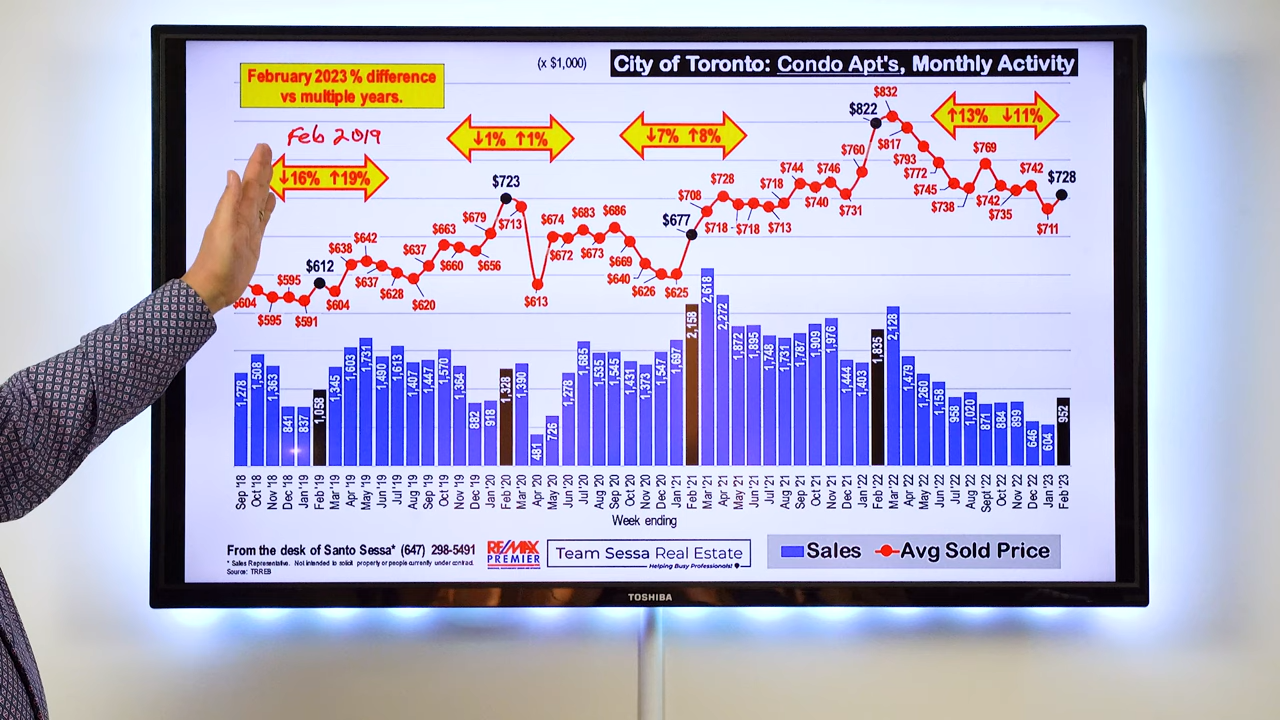 (x $1,000)
City of Toronto: Condo Apt's, Monthly Activity
February 2023 % difference
vs multiple years.
Feb 2019
↓16% ↑19%
↓1% ↑1%
↓7% ↑8%
↑13% ↓11%
$604
$595
$595
$591
$612
$604
$638
$642
$637
$628
$620
$637
$663
$660
$656
$679
$723
$713
$613
$674
$672
$683
$673
$686
$669
$640
$626
$625
$677
$708
$718
$728
$718
$718
$713
$744
$740
$746
$731
$760
$822
$832
$817
$793
$772
$745
$738
$769
$742
$735
$742
$711
$728
1,278
1,508
1,363
841
837
1,058
1,345
1,603
1,731
1,490
1,613
1,407
1,447
1,570
1,364
882
918
1,328
1,390
481
726
1,278
1,685
1,535
1,545
1,431
1,373
1,547
1,697
2,158
2,618
2,272
1,872
1,895
1,748
1,731
1,787
1,909
1,976
1,444
1,403
1,835
2,128
1,479
1,260
1,158
958
1,020
871
884
899
646
604
952
Sep '18
Oct '18
Nov '18
Dec '18
Jan '19
Feb'19
Mar'19
Apr '19
May '19
Jun '19
Jul '19
Aug '19
Sep '19
Oct '19
Nov '19
Dec '19
Jan '20
Feb '20
Mar '20
Apr '20
May '20
Jun '20
Jul '20
Aug '20
Sep '20
Oct '20
Nov '20
Dec '20
Jan '21
Feb '21
Mar '21
Apr '21
May '21
Jun '21
Jul '21
Aug '21
Sep '21
Oct '21
Nov '21
Dec '21
Jan '22
Feb '22
Mar '22
Apr '22
May '22
Jun '22
Jul '22
Aug '22
Sept '22
Oct '22
Nov '22
Dec '22
Jan '23
Feb '23
Week ending
From the desk of Santo Sessa* (647) 298-5491
* Sales Representative. Not intended to solicit property or people currently under contract.
Source: TRREB
RE/MAX
PREMIER
Team Sessa Real Estate
Helping Busy Professionals!
Sales
Avg Sold Price
TOSHIBA